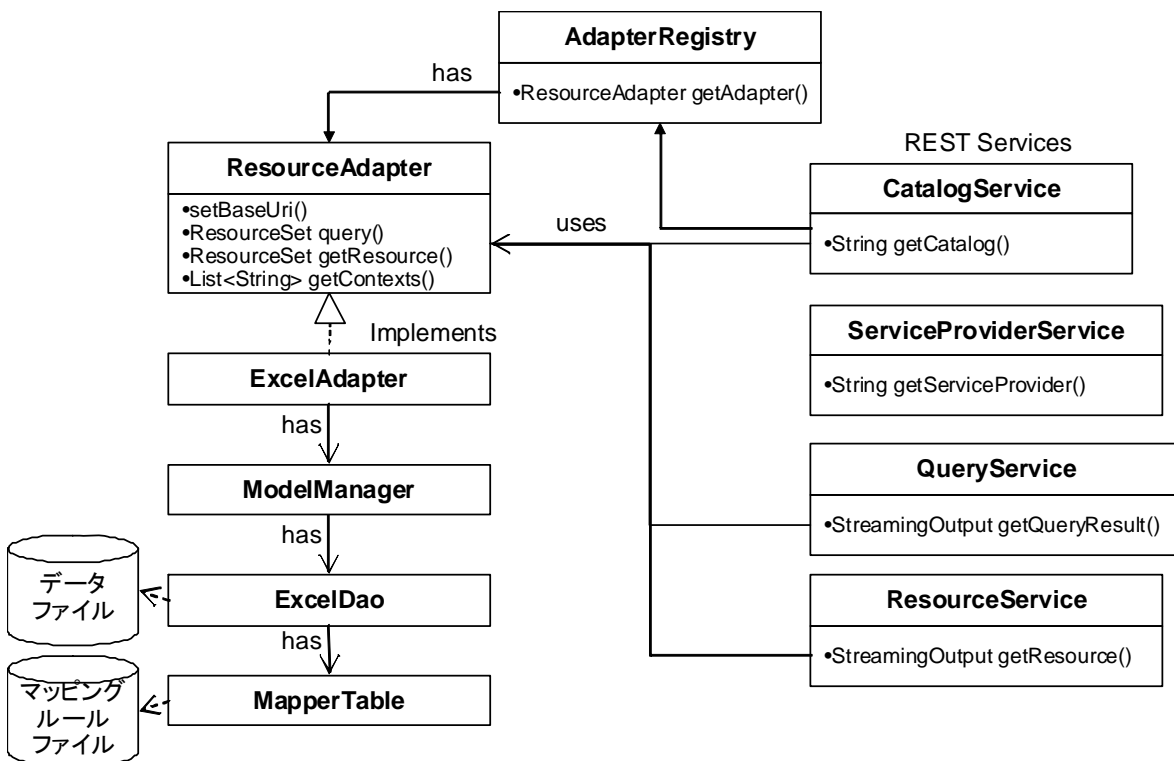 AdapterRegistry
•ResourceAdapter getAdapter()
has
ResourceAdapter
•setBaseUri()
•ResourceSet query()
•ResourceSet getResource()
•List<String> getContexts()
uses
REST Services
CatalogService
•String getCatalog()
Implements
ServiceProviderService
•String getServiceProvider()
ExcelAdapter
has
ModelManager
has
QueryService
•StreamingOutput getQueryResult()
データ
ファイル
ExcelDao
has
ResourceService
•StreamingOutput getResource()
マッピング
ルール
ファイル
MapperTable